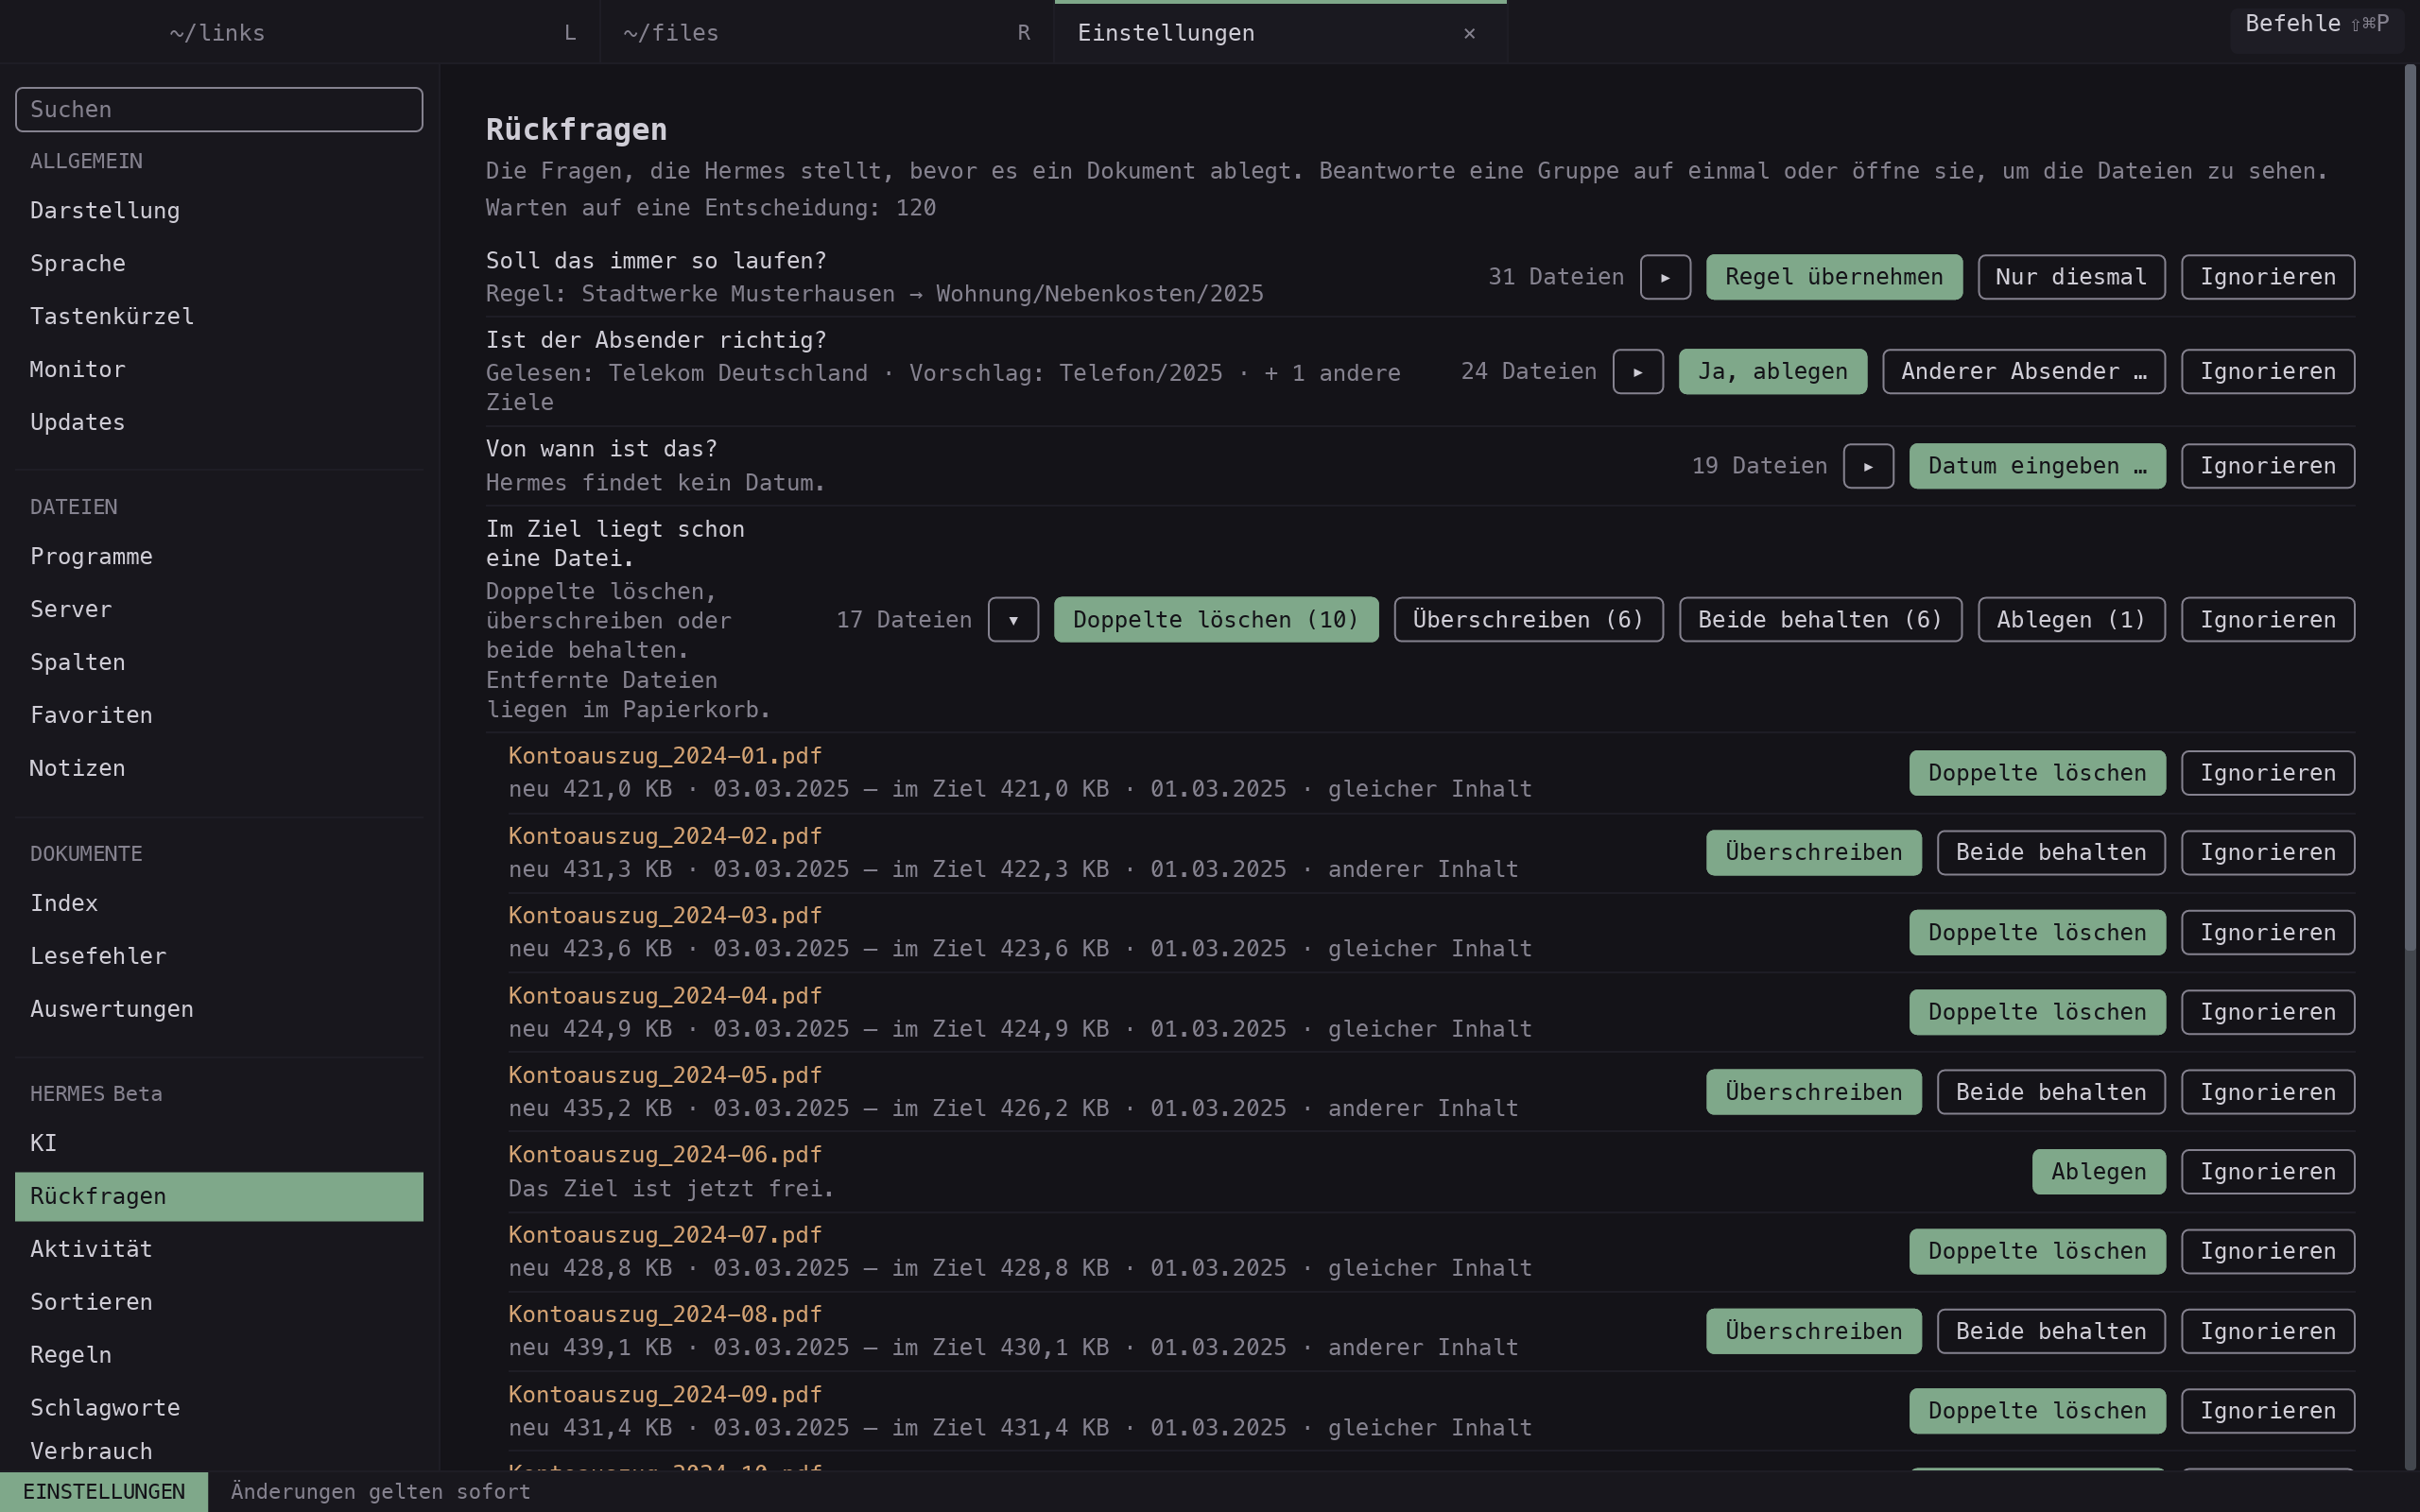 ~/links L ~/files R Einstellungen × Befehle ⇧⌘P
Suchen
ALLGEMEIN
Darstellung
Sprache
Tastenkürzel
Monitor
Updates
DATEIEN
Programme
Server
Spalten
Favoriten
Notizen
DOKUMENTE
Index
Lesefehler
Auswertungen
HERMES Beta
KI
Rückfragen
Aktivität
Sortieren
Regeln
Schlagworte
Verbrauch
Rückfragen
Die Fragen, die Hermes stellt, bevor es ein Dokument ablegt. Beantworte eine Gruppe auf einmal oder öffne sie, um die Dateien zu sehen.
Warten auf eine Entscheidung: 120
Soll das immer so laufen?
Regel: Stadtwerke Musterhausen → Wohnung/Nebenkosten/2025
31 Dateien ▸ Regel übernehmen Nur diesmal Ignorieren
Ist der Absender richtig?
Gelesen: Telekom Deutschland · Vorschlag: Telefon/2025 · + 1 andere
Ziele
24 Dateien ▸ Ja, ablegen Anderer Absender … Ignorieren
Von wann ist das?
Hermes findet kein Datum.
19 Dateien ▸ Datum eingeben … Ignorieren
Im Ziel liegt schon
eine Datei.
Doppelte löschen,
überschreiben oder
beide behalten.
Entfernte Dateien
liegen im Papierkorb.
17 Dateien ▾ Doppelte löschen (10) Überschreiben (6) Beide behalten (6) Ablegen (1) Ignorieren
Kontoauszug_2024-01.pdf
neu 421,0 KB · 03.03.2025 — im Ziel 421,0 KB · 01.03.2025 · gleicher Inhalt
Doppelte löschen Ignorieren
Kontoauszug_2024-02.pdf
neu 431,3 KB · 03.03.2025 — im Ziel 422,3 KB · 01.03.2025 · anderer Inhalt
Überschreiben Beide behalten Ignorieren
Kontoauszug_2024-03.pdf
neu 423,6 KB · 03.03.2025 — im Ziel 423,6 KB · 01.03.2025 · gleicher Inhalt
Doppelte löschen Ignorieren
Kontoauszug_2024-04.pdf
neu 424,9 KB · 03.03.2025 — im Ziel 424,9 KB · 01.03.2025 · gleicher Inhalt
Doppelte löschen Ignorieren
Kontoauszug_2024-05.pdf
neu 435,2 KB · 03.03.2025 — im Ziel 426,2 KB · 01.03.2025 · anderer Inhalt
Überschreiben Beide behalten Ignorieren
Kontoauszug_2024-06.pdf
Das Ziel ist jetzt frei.
Ablegen Ignorieren
Kontoauszug_2024-07.pdf
neu 428,8 KB · 03.03.2025 — im Ziel 428,8 KB · 01.03.2025 · gleicher Inhalt
Doppelte löschen Ignorieren
Kontoauszug_2024-08.pdf
neu 439,1 KB · 03.03.2025 — im Ziel 430,1 KB · 01.03.2025 · anderer Inhalt
Überschreiben Beide behalten Ignorieren
Kontoauszug_2024-09.pdf
neu 431,4 KB · 03.03.2025 — im Ziel 431,4 KB · 01.03.2025 · gleicher Inhalt
Doppelte löschen Ignorieren
EINSTELLUNGEN Änderungen gelten sofort